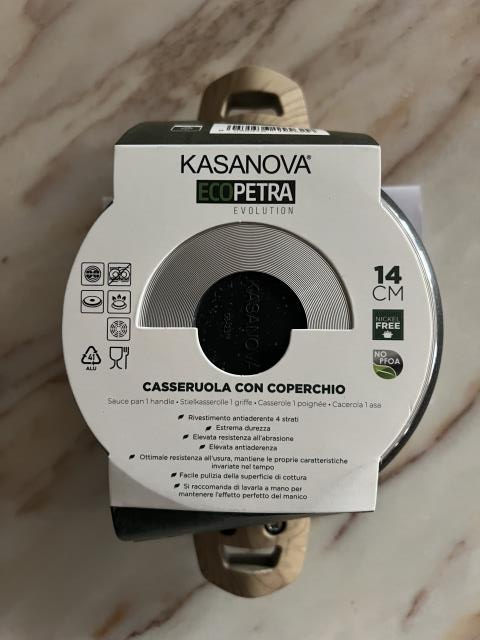 KASANOVA®
ECOPETRA
EVOLUTION
KASANOVA
14
CM
NICKEL
FREE
NO
PFOA
41
ALU
CASSERUOLA CON COPERCHIO
Sauce pan 1 handle • Stielkasserolle 1 griffe • Casserole 1 poignée • Cacerola 1 asa
Rivestimento antiaderente 4 strati
Estrema durezza
Elevata resistenza all'abrasione
Elevata antiaderenza
Ottimale resistenza all'usura, mantiene le proprie caratteristiche
invariate nel tempo
Facile pulizia della superficie di cottura
Si raccomanda di lavarla a mano per
mantenere l'effetto perfetto del manico